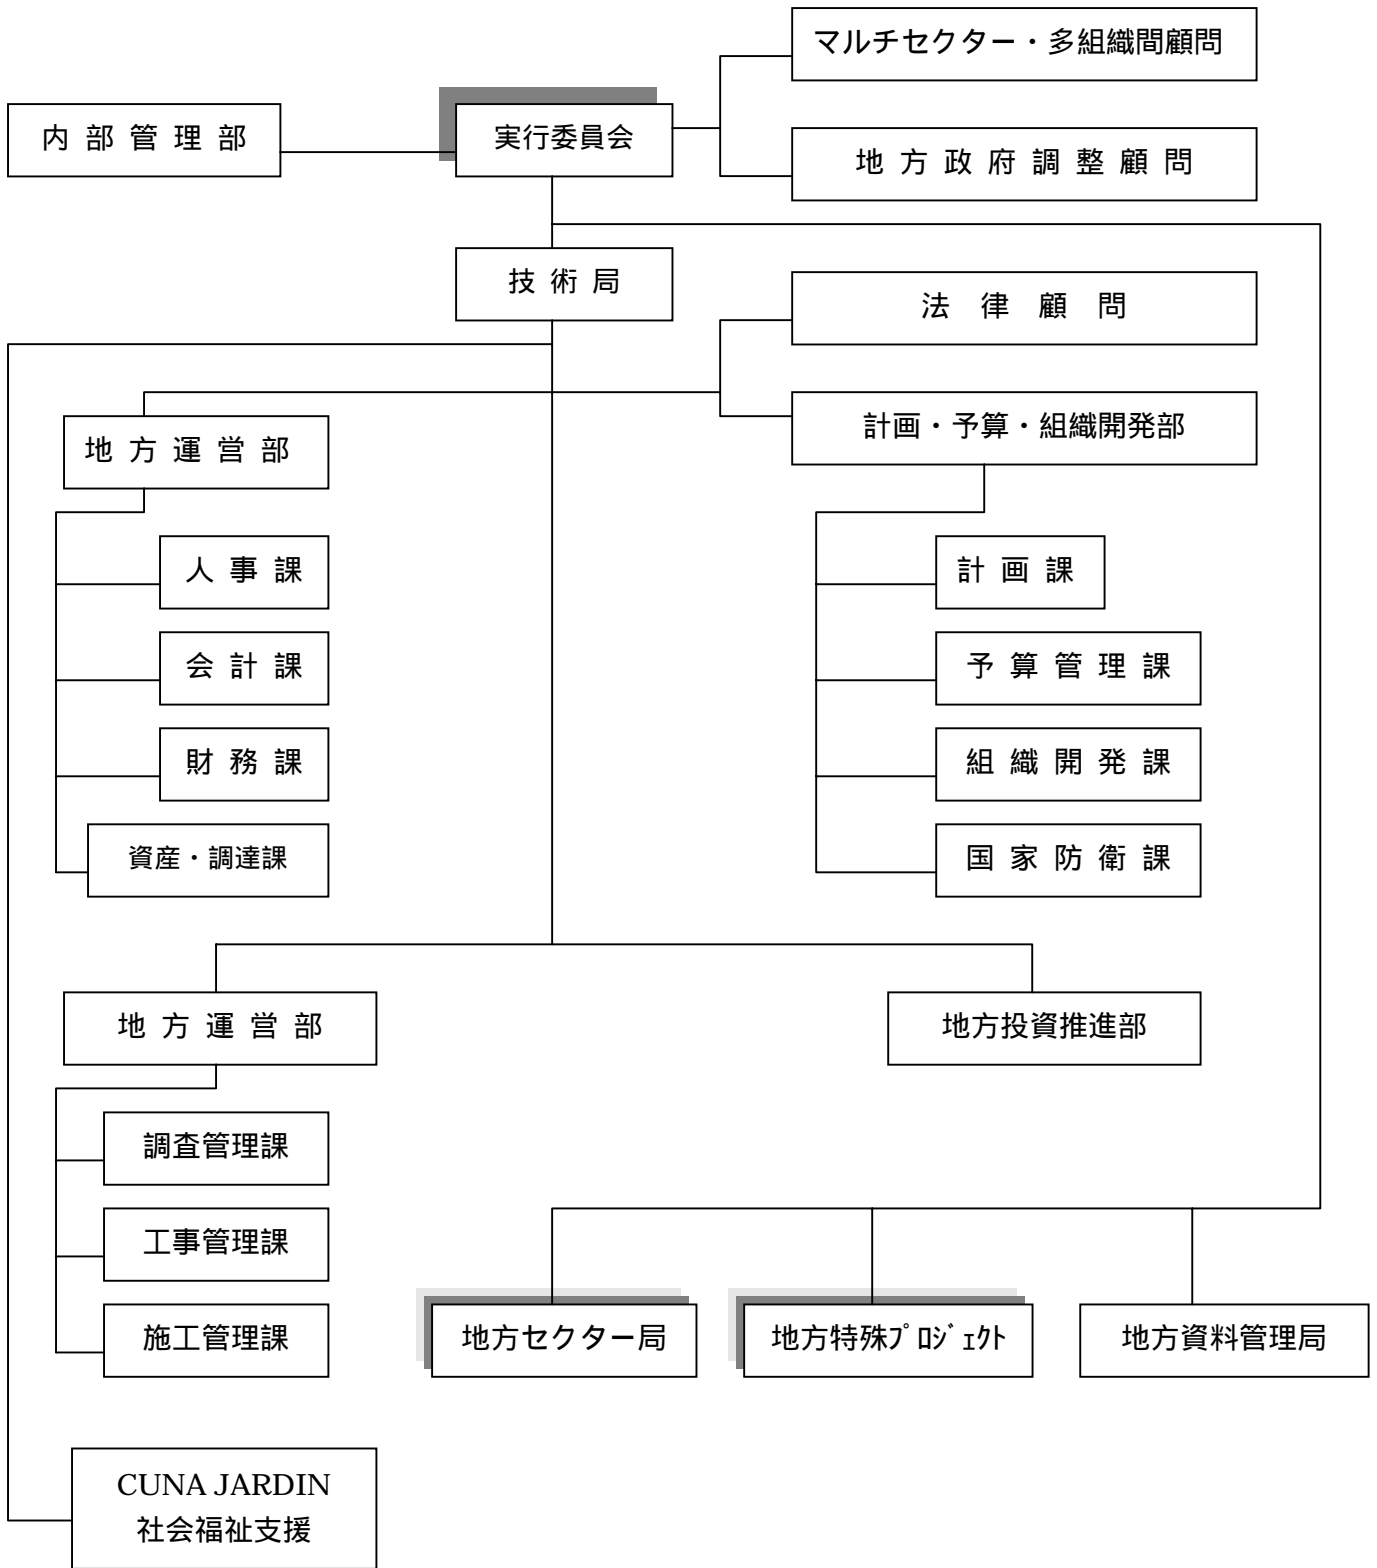 マルチセクター・多組織間顧問
内部管理部
実行委員会
地方政府調整顧問
技術局
法律顧問
計画・予算・組織開発部
地方運営部
人事課
計画課
会計課
予算管理課
財務課
組織開発課
資産・調達課
国家防衛課
地方運営部
地方投資推進部
調査管理課
工事管理課
施工管理課
地方セクター局
地方特殊ﾌﾟﾛｼﾞｪｸﾄ
地方資料管理局
CUNA JARDIN
社会福祉支援